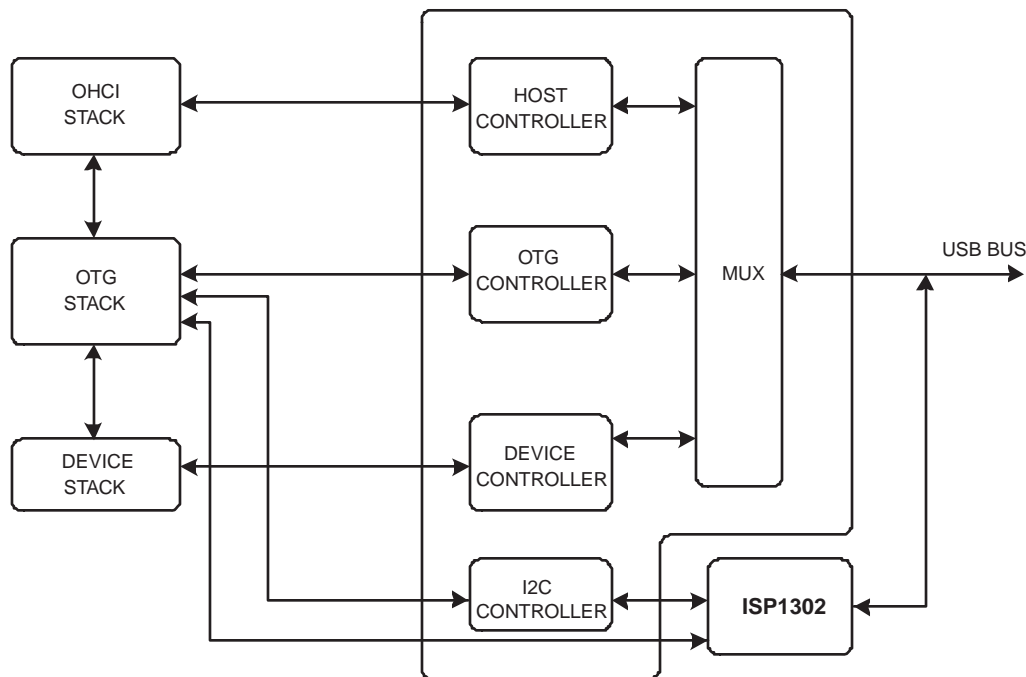 OHCI
STACK
HOST
CONTROLLER
OTG
STACK
OTG
CONTROLLER
MUX
USB BUS
DEVICE
STACK
DEVICE
CONTROLLER
I2C
CONTROLLER
ISP1302